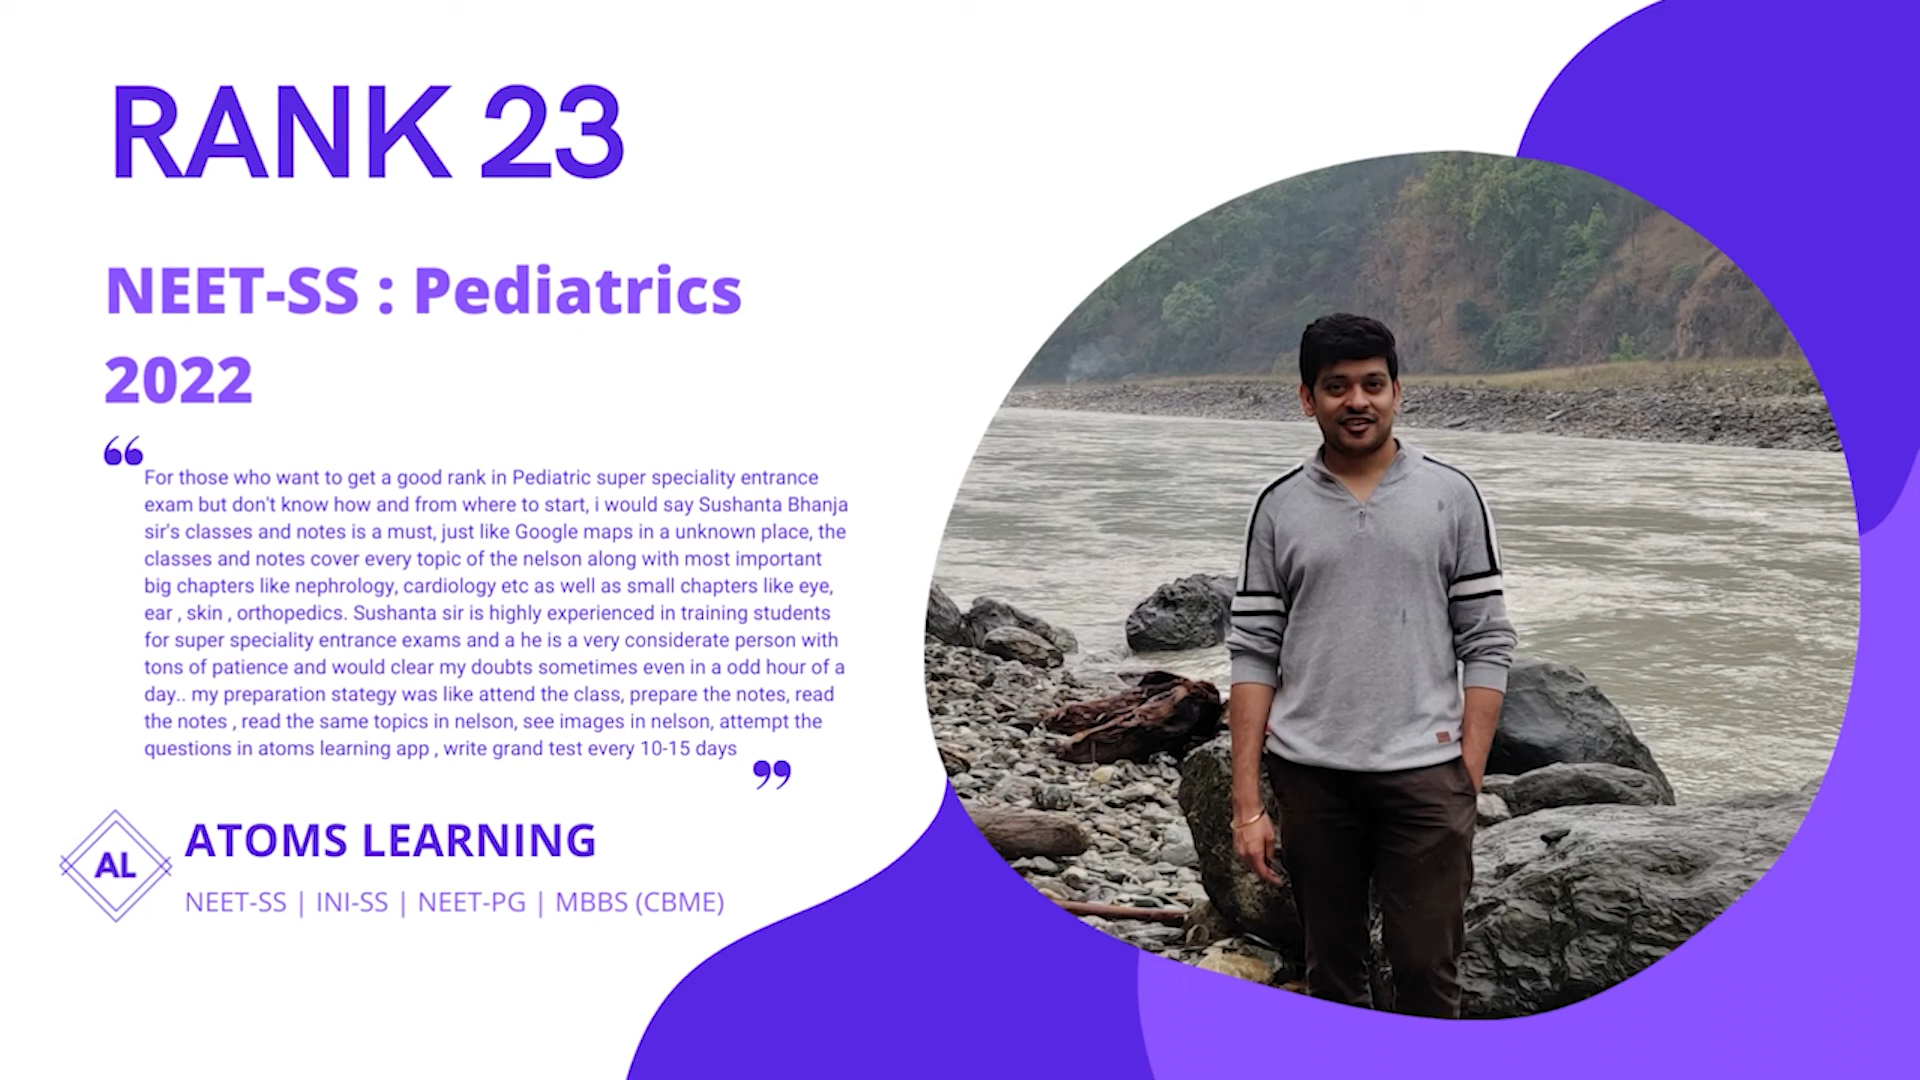 RANK 23
NEET-SS : Pediatrics
2022
“
For those who want to get a good rank in Pediatric super speciality entrance
exam but don't know how and from where to start, i would say Sushanta Bhanja
sir's classes and notes is a must, just like Google maps in a unknown place, the
classes and notes cover every topic of the nelson along with most important
big chapters like nephrology, cardiology etc as well as small chapters like eye,
ear , skin , orthopedics. Sushanta sir is highly experienced in training students
for super speciality entrance exams and a he is a very considerate person with
tons of patience and would clear my doubts sometimes even in a odd hour of a
day.. my preparation stategy was like attend the class, prepare the notes, read
the notes , read the same topics in nelson, see images in nelson, attempt the
questions in atoms learning app , write grand test every 10-15 days
”
AL
ATOMS LEARNING
NEET-SS | INI-SS | NEET-PG | MBBS (CBME)